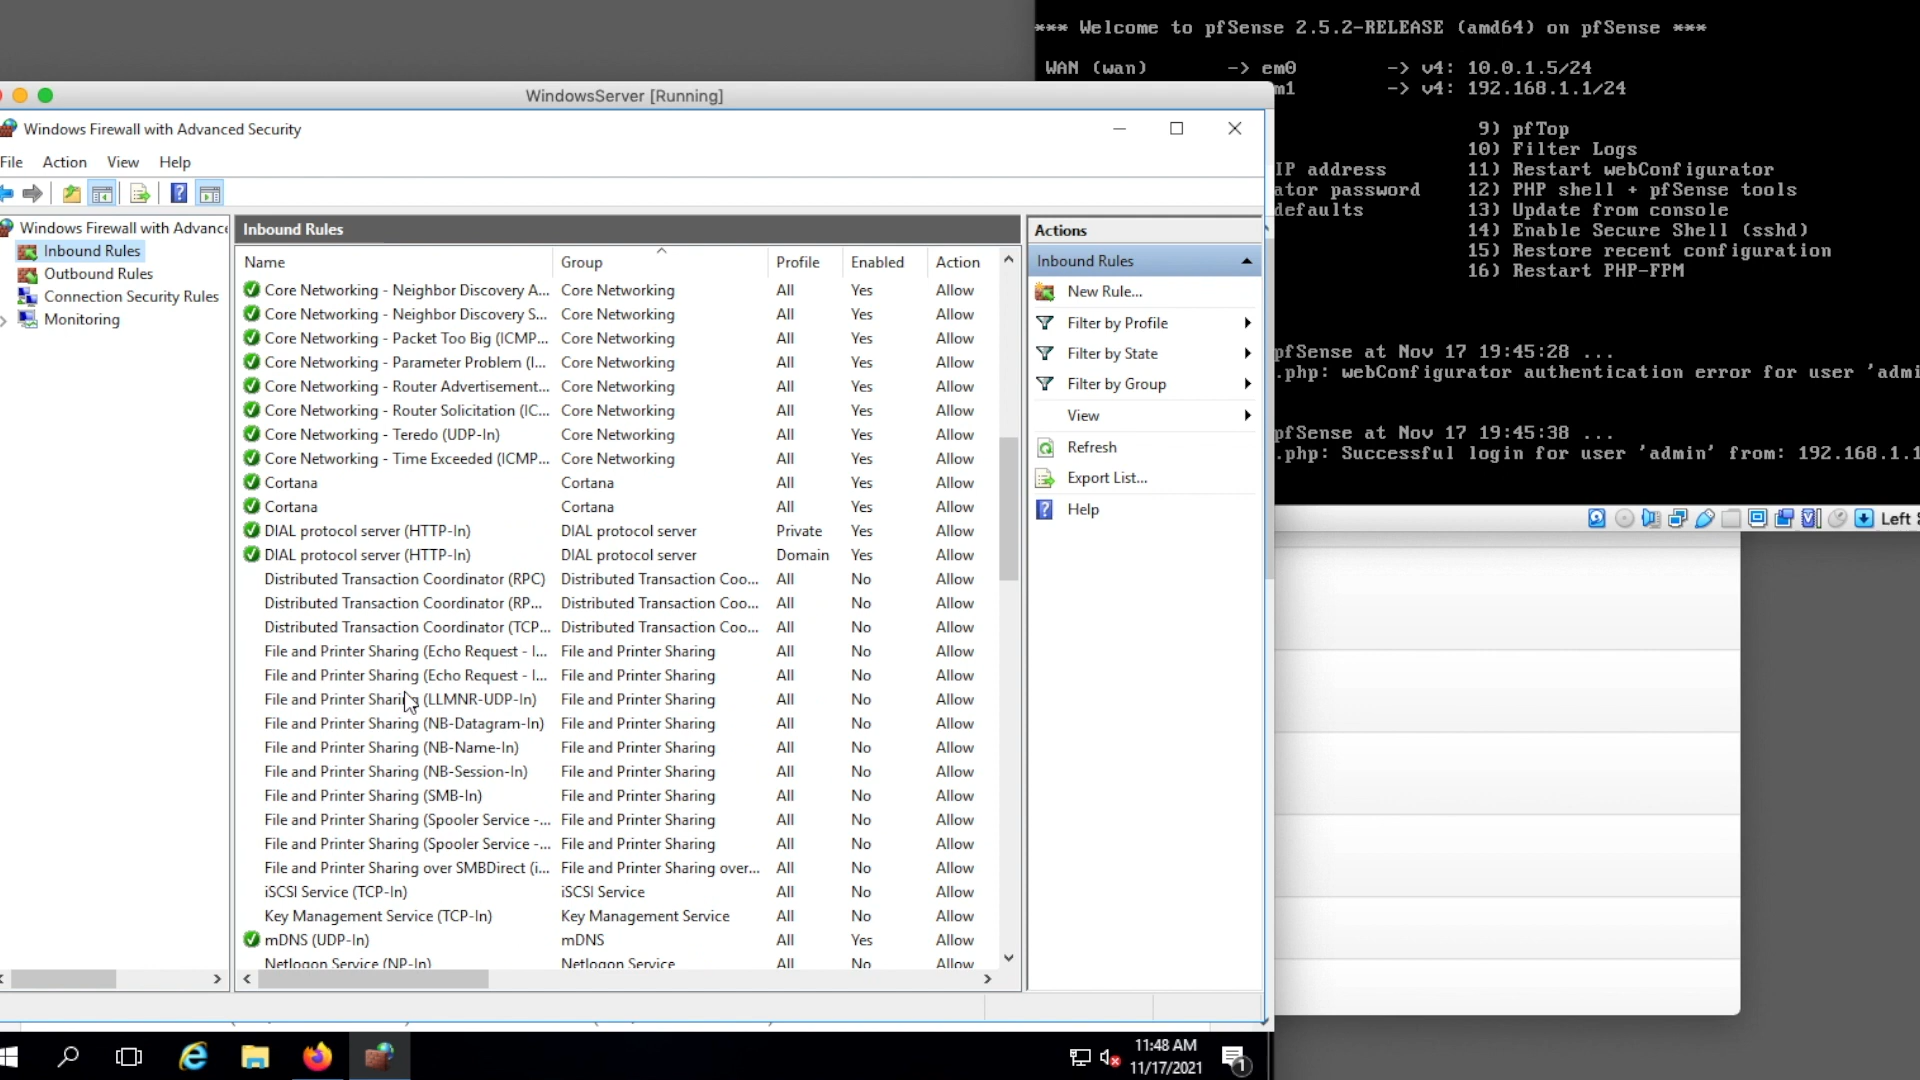 *** Welcome to pfSense 2.5.2-RELEASE (amd64) on pfSense ***
WAN (wan) -> em0 -> v4: 10.0.1.5/24
m1 -> v4: 192.168.1.1/24
9) pfTop
10) Filter Logs
IP address 11) Restart webConfigurator
ator password 12) PHP shell + pfSense tools
defaults 13) Update from console
14) Enable Secure Shell (sshd)
15) Restore recent configuration
16) Restart PHP-FPM
pfSense at Nov 17 19:45:28 ...
.php: webConfigurator authentication error for user 'admi
pfSense at Nov 17 19:45:38 ...
.php: Successful login for user 'admin' from: 192.168.1.1
Left
WindowsServer [Running]
Windows Firewall with Advanced Security
File Action View Help
Windows Firewall with Advance
Inbound Rules
Outbound Rules
Connection Security Rules
Monitoring
Inbound Rules
Name Group Profile Enabled Action
Core Networking - Neighbor Discovery A... Core Networking All Yes Allow
Core Networking - Neighbor Discovery S... Core Networking All Yes Allow
Core Networking - Packet Too Big (ICMP... Core Networking All Yes Allow
Core Networking - Parameter Problem (I... Core Networking All Yes Allow
Core Networking - Router Advertisement... Core Networking All Yes Allow
Core Networking - Router Solicitation (IC... Core Networking All Yes Allow
Core Networking - Teredo (UDP-In) Core Networking All Yes Allow
Core Networking - Time Exceeded (ICMP... Core Networking All Yes Allow
Cortana Cortana All Yes Allow
Cortana Cortana All Yes Allow
DIAL protocol server (HTTP-In) DIAL protocol server Private Yes Allow
DIAL protocol server (HTTP-In) DIAL protocol server Domain Yes Allow
Distributed Transaction Coordinator (RPC) Distributed Transaction Coo... All No Allow
Distributed Transaction Coordinator (RP... Distributed Transaction Coo... All No Allow
Distributed Transaction Coordinator (TCP... Distributed Transaction Coo... All No Allow
File and Printer Sharing (Echo Request - I... File and Printer Sharing All No Allow
File and Printer Sharing (Echo Request - I... File and Printer Sharing All No Allow
File and Printer Sharing (LLMNR-UDP-In) File and Printer Sharing All No Allow
File and Printer Sharing (NB-Datagram-In) File and Printer Sharing All No Allow
File and Printer Sharing (NB-Name-In) File and Printer Sharing All No Allow
File and Printer Sharing (NB-Session-In) File and Printer Sharing All No Allow
File and Printer Sharing (SMB-In) File and Printer Sharing All No Allow
File and Printer Sharing (Spooler Service -... File and Printer Sharing All No Allow
File and Printer Sharing (Spooler Service -... File and Printer Sharing All No Allow
File and Printer Sharing over SMBDirect (i... File and Printer Sharing over... All No Allow
iSCSI Service (TCP-In) iSCSI Service All No Allow
Key Management Service (TCP-In) Key Management Service All No Allow
mDNS (UDP-In) mDNS All Yes Allow
Netlogon Service (NP-In) Netlogon Service All No Allow
Actions
Inbound Rules
New Rule...
Filter by Profile
Filter by State
Filter by Group
View
Refresh
Export List...
Help
11:48 AM
11/17/2021
1